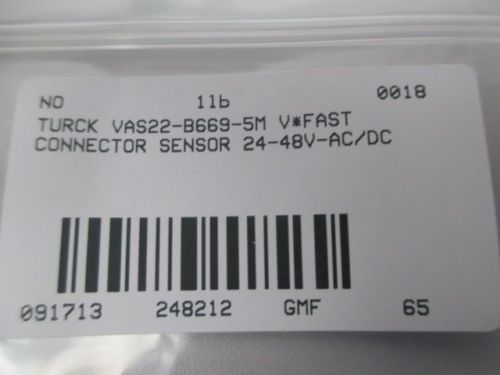 NO 1lb 0018
TURCK VAS22-B669-5M V*FAST
CONNECTOR SENSOR 24-48V-AC/DC
091713 248212 GMF 65